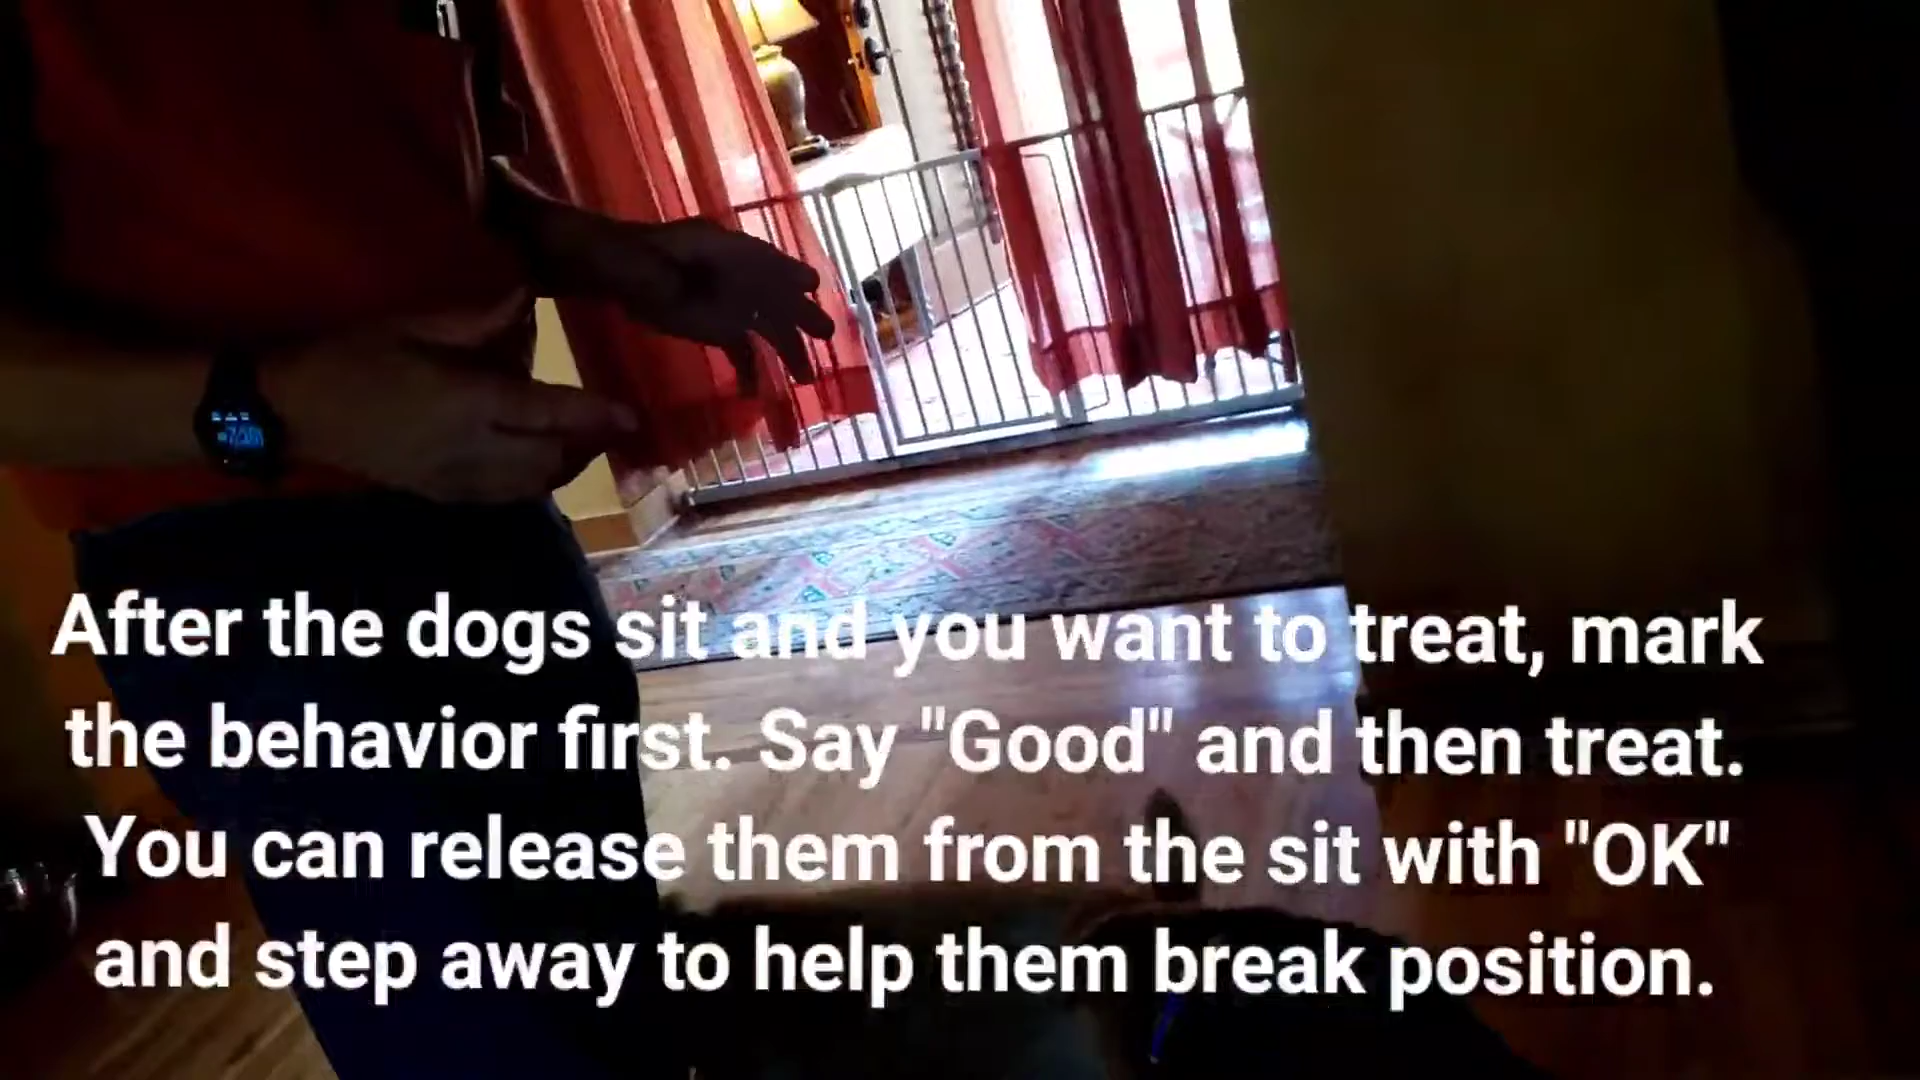 After the dogs sit and you want to treat, mark
the behavior first. Say "Good" and then treat.
You can release them from the sit with "OK"
and step away to help them break position.